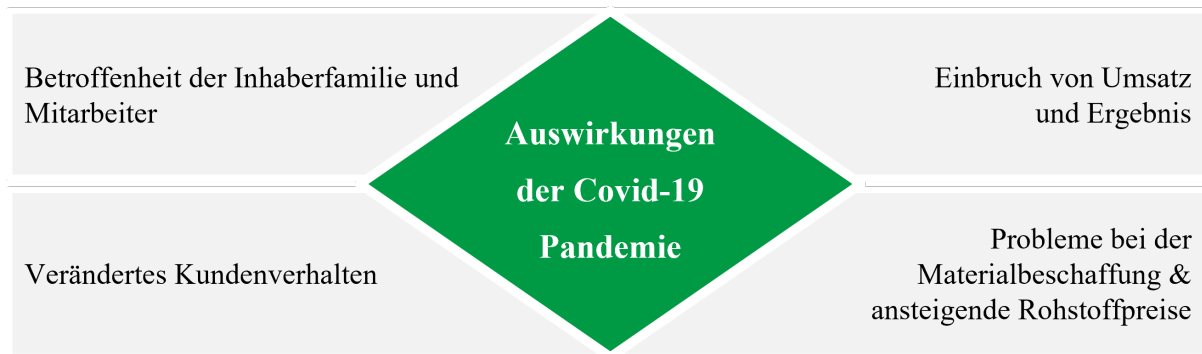 Betroffenheit der Inhaberfamilie und
Mitarbeiter
Einbruch von Umsatz
und Ergebnis
Auswirkungen
der Covid-19
Pandemie
Verändertes Kundenverhalten
Probleme bei der
Materialbeschaffung &
ansteigende Rohstoffpreise